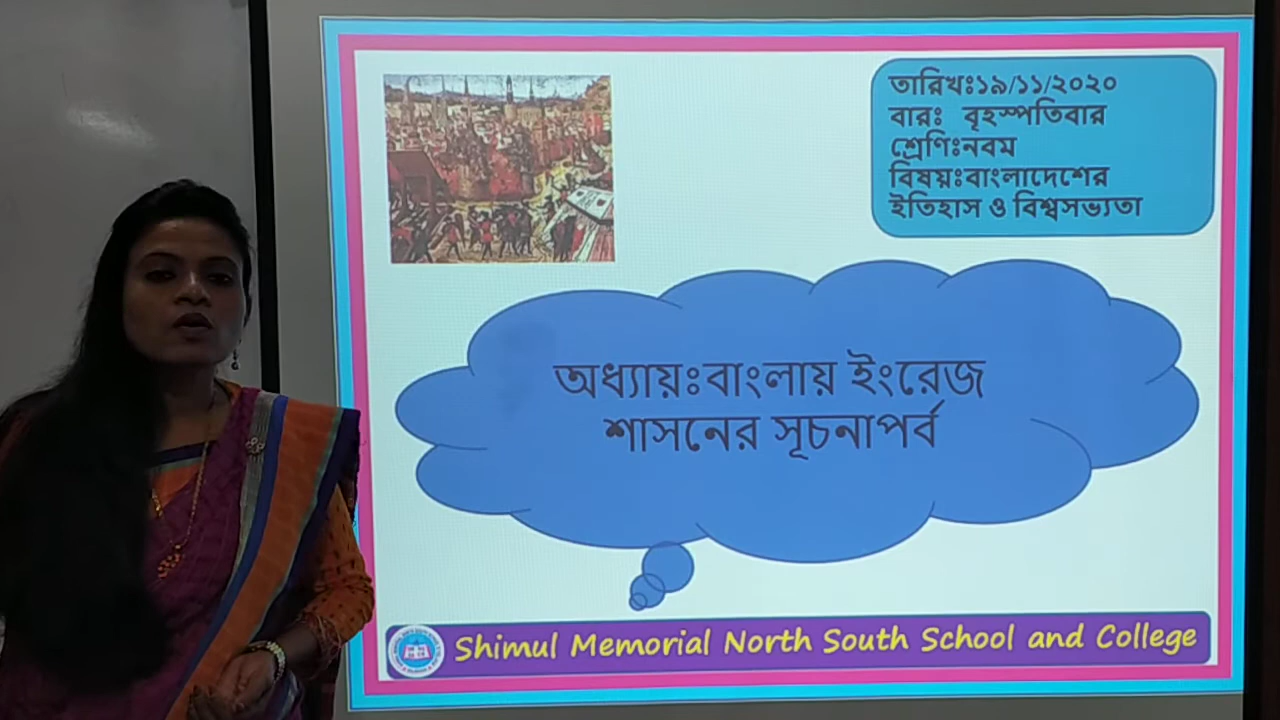 তারিখঃ১৯/১১/২০২০
বারঃ বৃহস্পতিবার
শ্রেণিঃনবম
বিষয়ঃবাংলাদেশের
ইতিহাস ও বিশ্বসভ্যতা
অধ্যায়ঃবাংলায় ইংরেজ
শাসনের সূচনাপর্ব
Shimul Memorial North South School and College